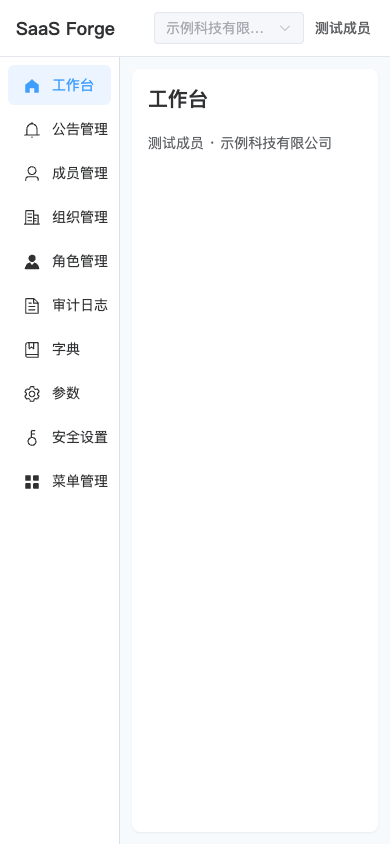 SaaS Forge
示例科技有限...
测试成员
工作台
公告管理
成员管理
组织管理
角色管理
审计日志
字典
参数
安全设置
菜单管理
工作台
测试成员 · 示例科技有限公司